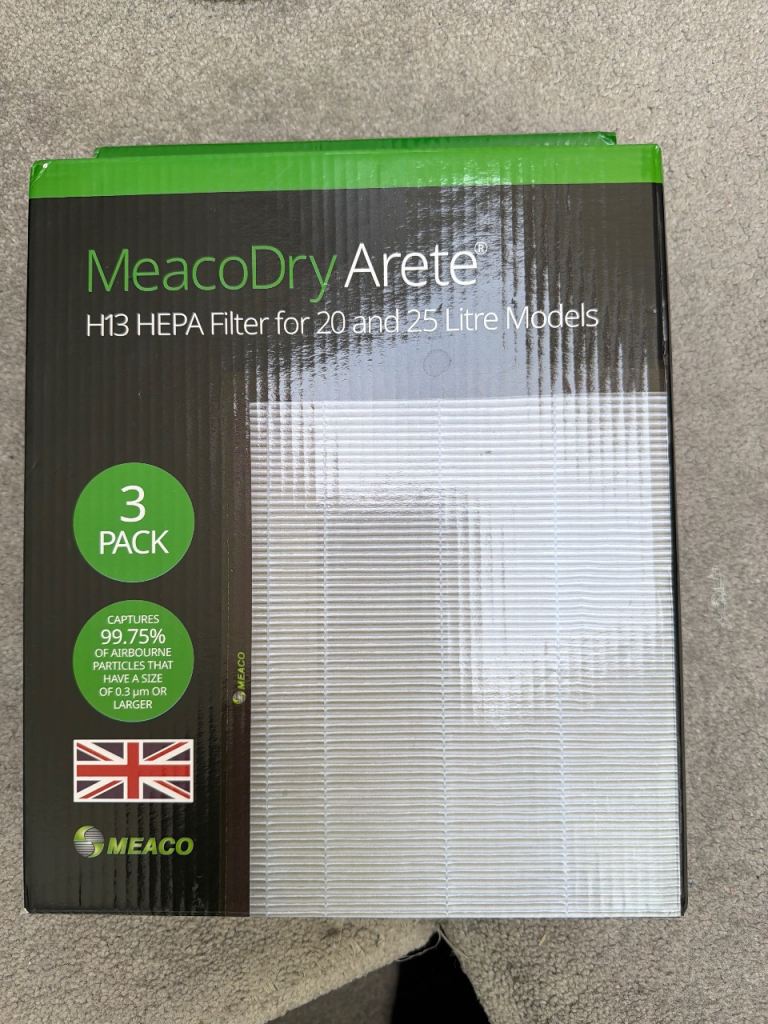 MeacoDry Arete®
H13 HEPA Filter for 20 and 25 Litre Models
3
PACK
CAPTURES
99.75%
OF AIRBOURNE
PARTICLES THAT
HAVE A SIZE
OF 0.3 µm OR
LARGER
MEACO
MEACO